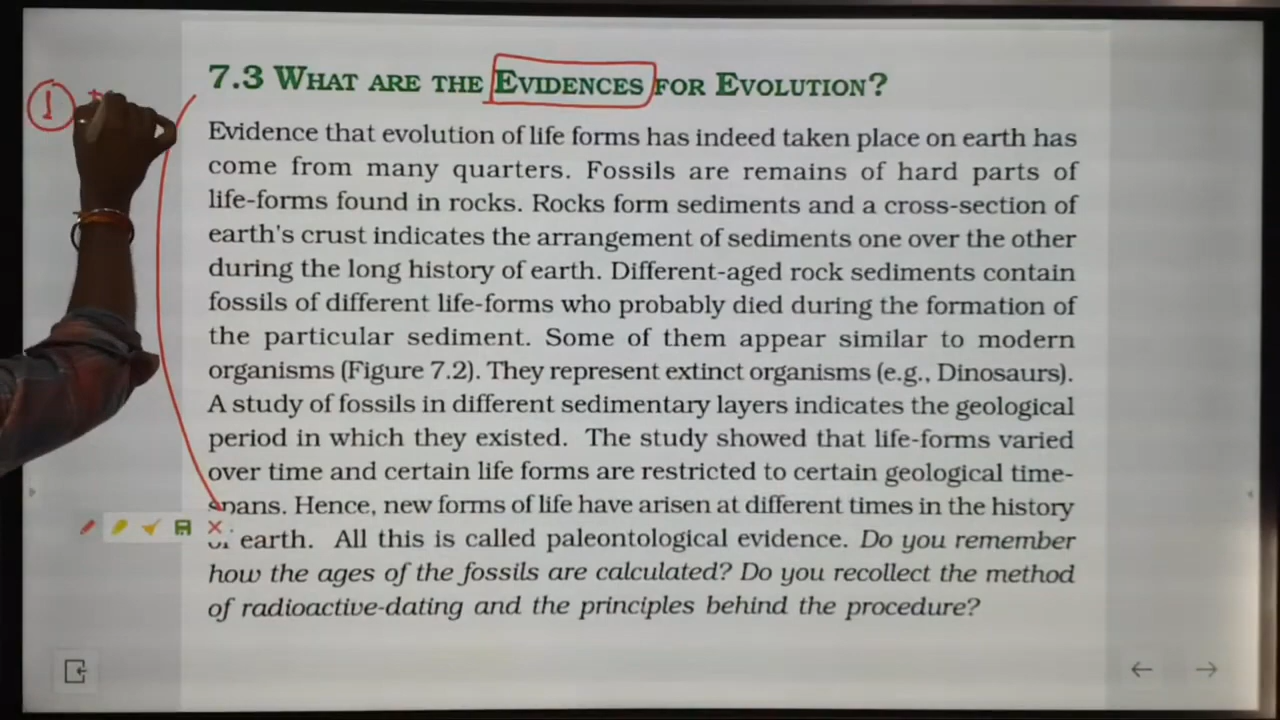 7.3 WHAT ARE THE EVIDENCES FOR EVOLUTION?
1
Evidence that evolution of life forms has indeed taken place on earth has
come from many quarters. Fossils are remains of hard parts of
life-forms found in rocks. Rocks form sediments and a cross-section of
earth's crust indicates the arrangement of sediments one over the other
during the long history of earth. Different-aged rock sediments contain
fossils of different life-forms who probably died during the formation of
the particular sediment. Some of them appear similar to modern
organisms (Figure 7.2). They represent extinct organisms (e.g., Dinosaurs).
A study of fossils in different sedimentary layers indicates the geological
period in which they existed. The study showed that life-forms varied
over time and certain life forms are restricted to certain geological time-
spans. Hence, new forms of life have arisen at different times in the history
of earth. All this is called paleontological evidence. Do you remember
how the ages of the fossils are calculated? Do you recollect the method
of radioactive-dating and the principles behind the procedure?